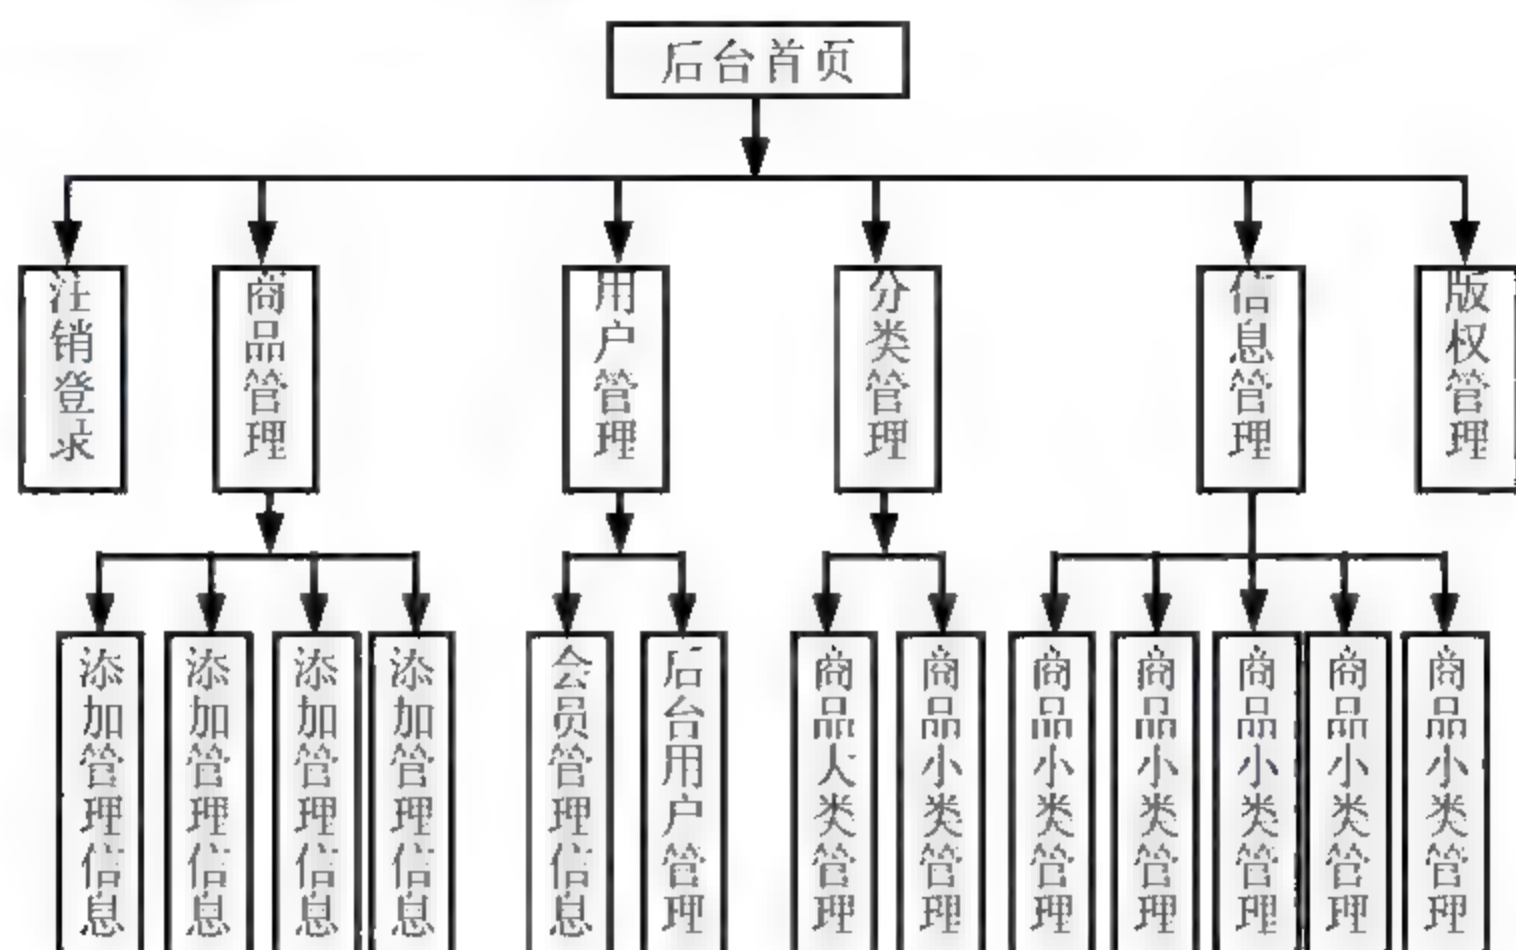 后台首页
注销登录
商品管理
用户管理
分类管理
信息管理
版权管理
添加管理信息
添加管理信息
添加管理信息
添加管理信息
会员管理信息
后台用户管理
商品大类管理
商品小类管理
商品小类管理
商品小类管理
商品小类管理
商品小类管理
商品小类管理